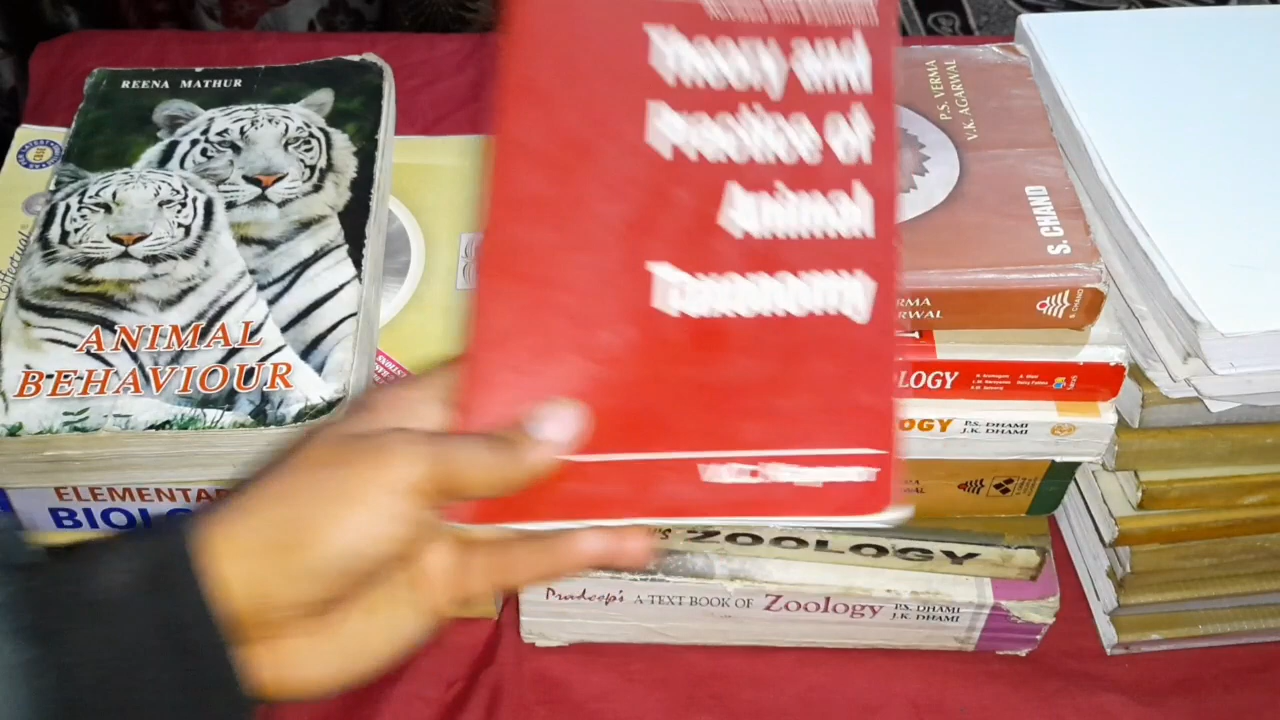 REENA MATHUR
ANIMAL
BEHAVIOUR
ELEMENTAR
BIOLO
Theory and
Practice of
Animal
Taxonomy
P.S. VERMA
V.K. AGARWAL
S. CHAND
RMA
RWAL
S. CHAND
LOGY
OGY P.S. DHAMI
J.K. DHAMI
ZOOLOGY
Pradeep's A TEXT BOOK OF Zoology P.S. DHAMI
J.K. DHAMI